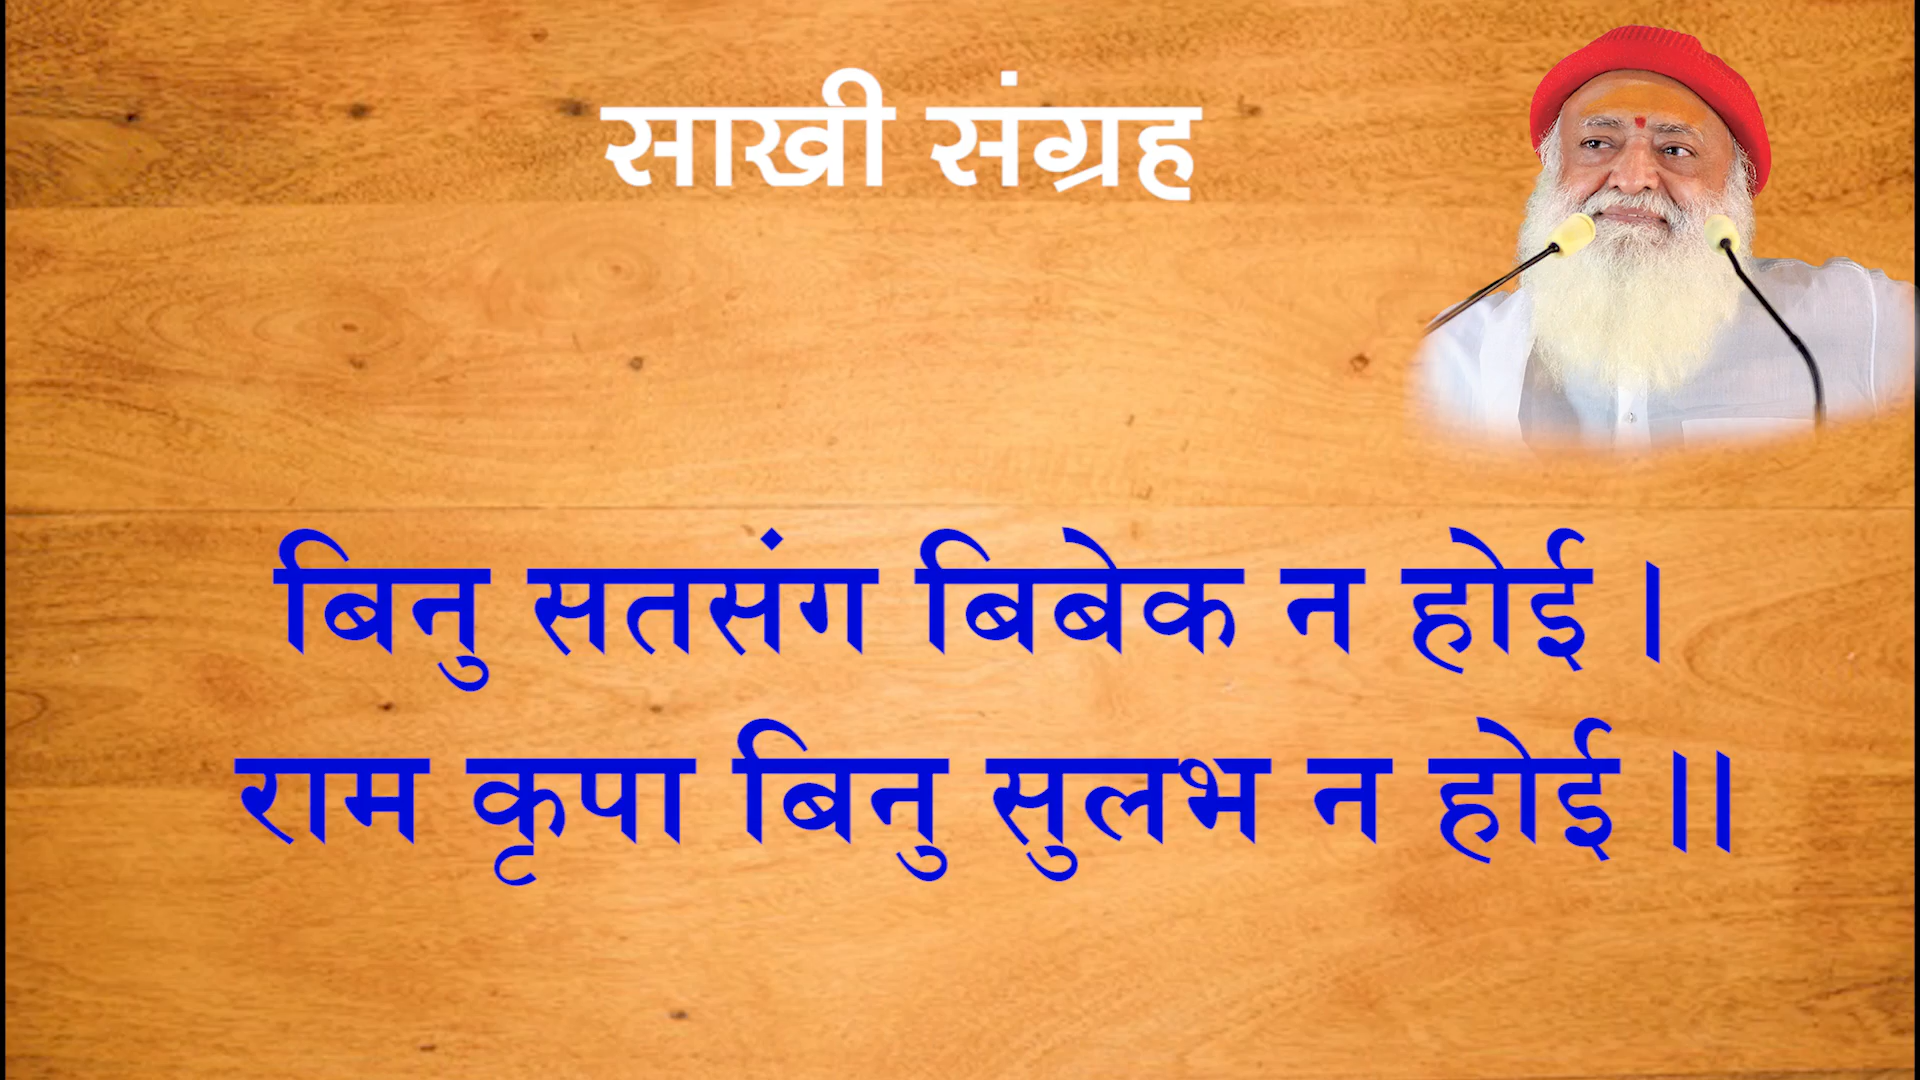 साखी संग्रह
बिनु सतसंग बिबेक न होई ।
राम कृपा बिनु सुलभ न होई ।।